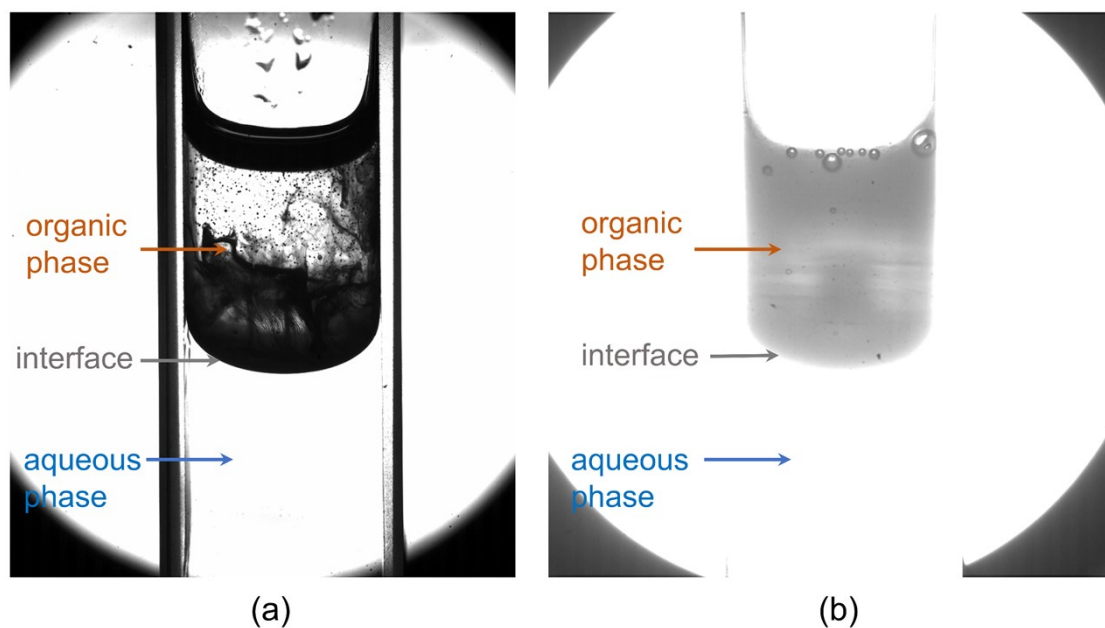 organic
phase
interface
aqueous
phase
(a)
organic
phase
interface
aqueous
phase
(b)